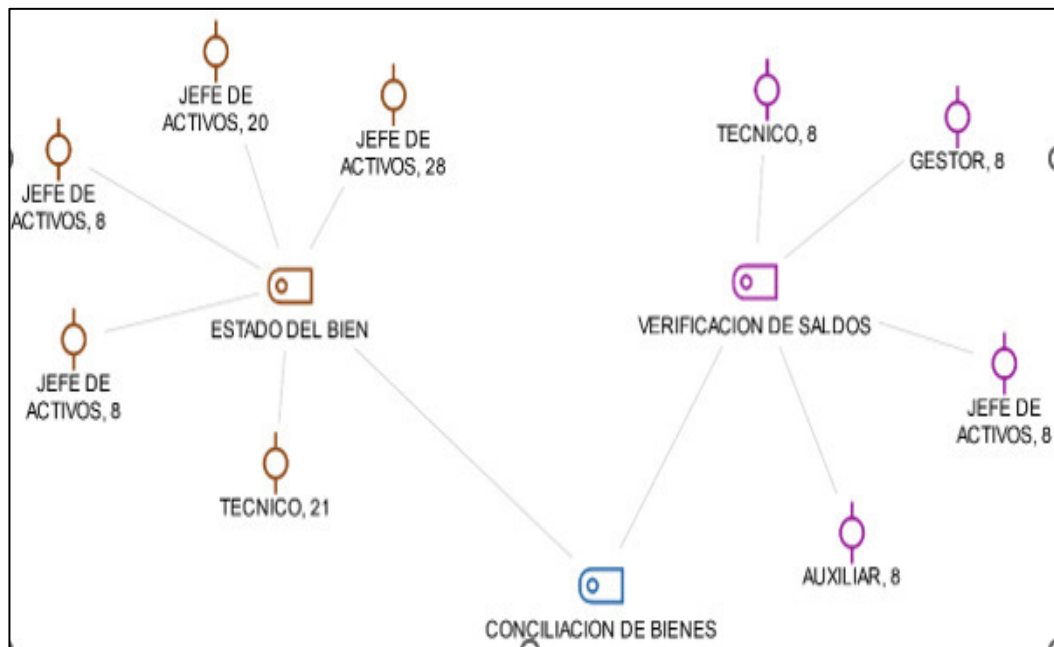 JEFE DE
ACTIVOS, 20
JEFE DE
ACTIVOS, 28
JEFE DE
ACTIVOS, 8
JEFE DE
ACTIVOS, 8
TECNICO, 21
ESTADO DEL BIEN
TECNICO, 8
GESTOR, 8
VERIFICACION DE SALDOS
JEFE DE
ACTIVOS, 8
AUXILIAR, 8
CONCILIACION DE BIENES